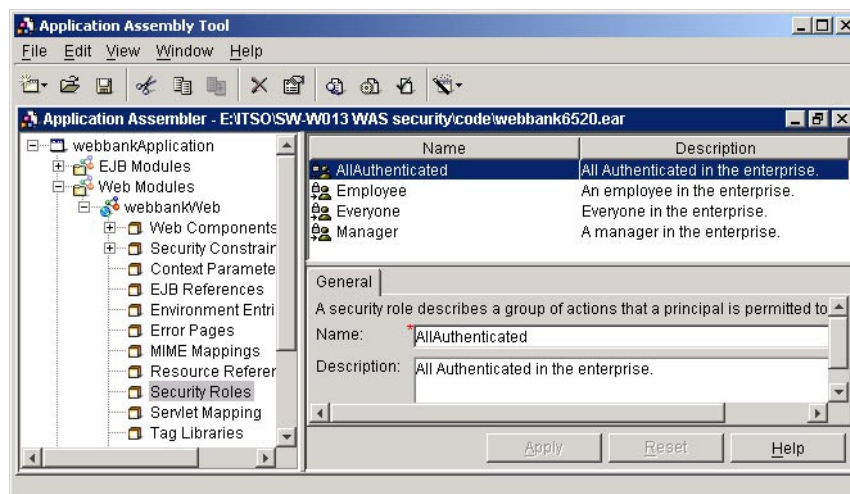 Application Assembly Tool
File Edit View Window Help
Application Assembler - E:\ITSO\SW-W013 WAS security\code\webbank6520.ear
webbankApplication
EJB Modules
Web Modules
webbankWeb
Web Components
Security Constrair
Context Paramete
EJB References
Environment Entri
Error Pages
MIME Mappings
Resource Referer
Security Roles
Servlet Mapping
Tag Libraries
Name Description
AllAuthenticated All Authenticated in the enterprise.
Employee An employee in the enterprise.
Everyone Everyone in the enterprise.
Manager A manager in the enterprise.
General
A security role describes a group of actions that a principal is permitted to
Name: *AllAuthenticated
Description: All Authenticated in the enterprise.
Apply Reset Help